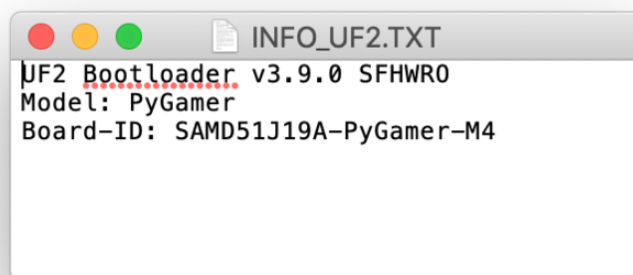 INFO_UF2.TXT
UF2 Bootloader v3.9.0 SFHWRO
Model: PyGamer
Board-ID: SAMD51J19A-PyGamer-M4